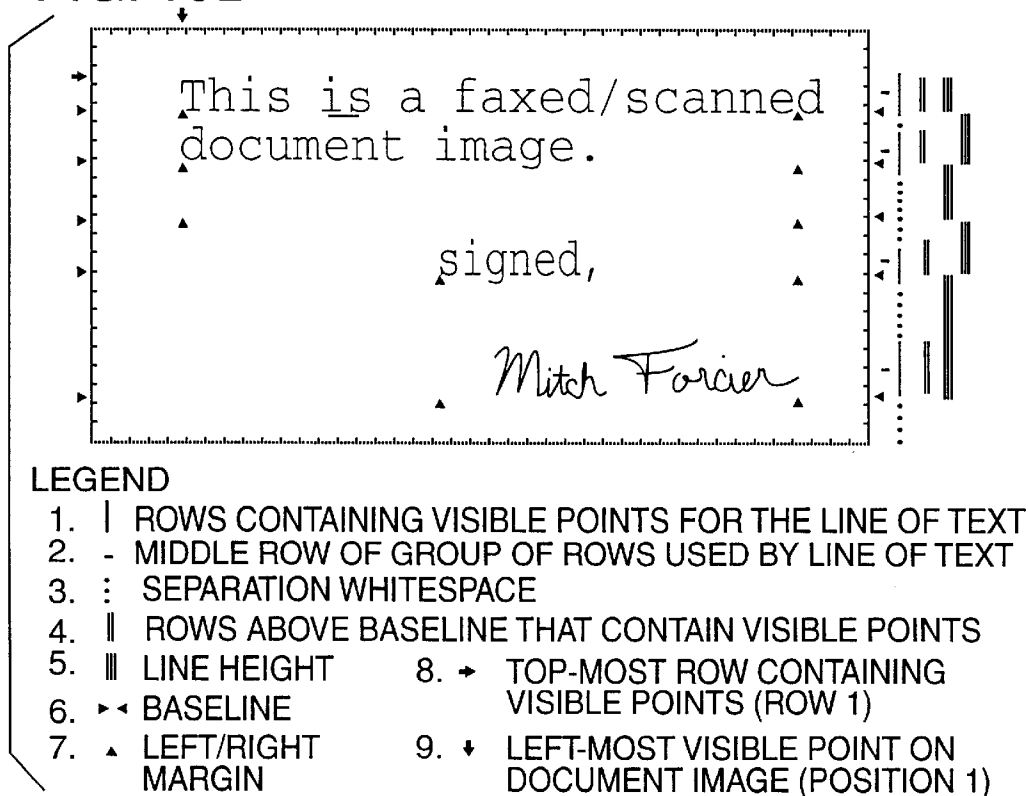 This is a faxed/scanned
document image.
signed,
Mitch Forcier
LEGEND
1. | ROWS CONTAINING VISIBLE POINTS FOR THE LINE OF TEXT
2. - MIDDLE ROW OF GROUP OF ROWS USED BY LINE OF TEXT
3. ⋮ SEPARATION WHITESPACE
4. || ROWS ABOVE BASELINE THAT CONTAIN VISIBLE POINTS
5. ||| LINE HEIGHT
6. ▸◂ BASELINE
7. ▲ LEFT/RIGHT
MARGIN
8. → TOP-MOST ROW CONTAINING
VISIBLE POINTS (ROW 1)
9. ↓ LEFT-MOST VISIBLE POINT ON
DOCUMENT IMAGE (POSITION 1)